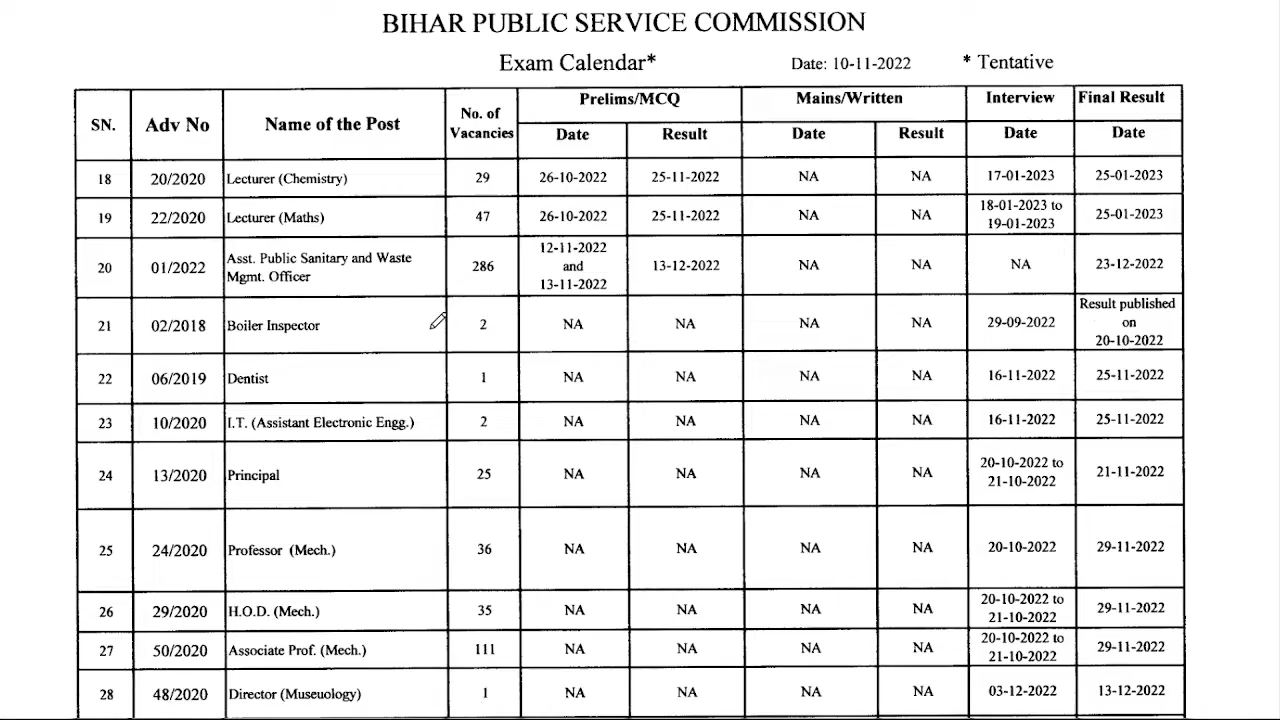 BIHAR PUBLIC SERVICE COMMISSION
Exam Calendar* Date: 10-11-2022 * Tentative
SN. Adv No Name of the Post No. of Vacancies Prelims/MCQ Mains/Written Interview Final Result
Date Result Date Result Date Date
18 20/2020 Lecturer (Chemistry) 29 26-10-2022 25-11-2022 NA NA 17-01-2023 25-01-2023
19 22/2020 Lecturer (Maths) 47 26-10-2022 25-11-2022 NA NA 18-01-2023 to 19-01-2023 25-01-2023
20 01/2022 Asst. Public Sanitary and Waste Mgmt. Officer 286 12-11-2022 and 13-11-2022 13-12-2022 NA NA NA 23-12-2022
21 02/2018 Boiler Inspector 2 NA NA NA NA 29-09-2022 Result published on 20-10-2022
22 06/2019 Dentist 1 NA NA NA NA 16-11-2022 25-11-2022
23 10/2020 I.T. (Assistant Electronic Engg.) 2 NA NA NA NA 16-11-2022 25-11-2022
24 13/2020 Principal 25 NA NA NA NA 20-10-2022 to 21-10-2022 21-11-2022
25 24/2020 Professor (Mech.) 36 NA NA NA NA 20-10-2022 29-11-2022
26 29/2020 H.O.D. (Mech.) 35 NA NA NA NA 20-10-2022 to 21-10-2022 29-11-2022
27 50/2020 Associate Prof. (Mech.) 111 NA NA NA NA 20-10-2022 to 21-10-2022 29-11-2022
28 48/2020 Director (Museuology) 1 NA NA NA NA 03-12-2022 13-12-2022